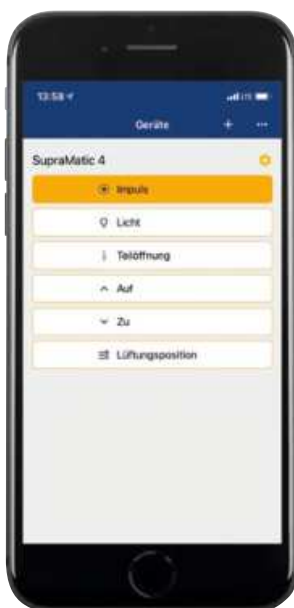 13:58
Geräte
SupraMatic 4
Impuls
Licht
Teilöffnung
Auf
Zu
Lüftungsposition